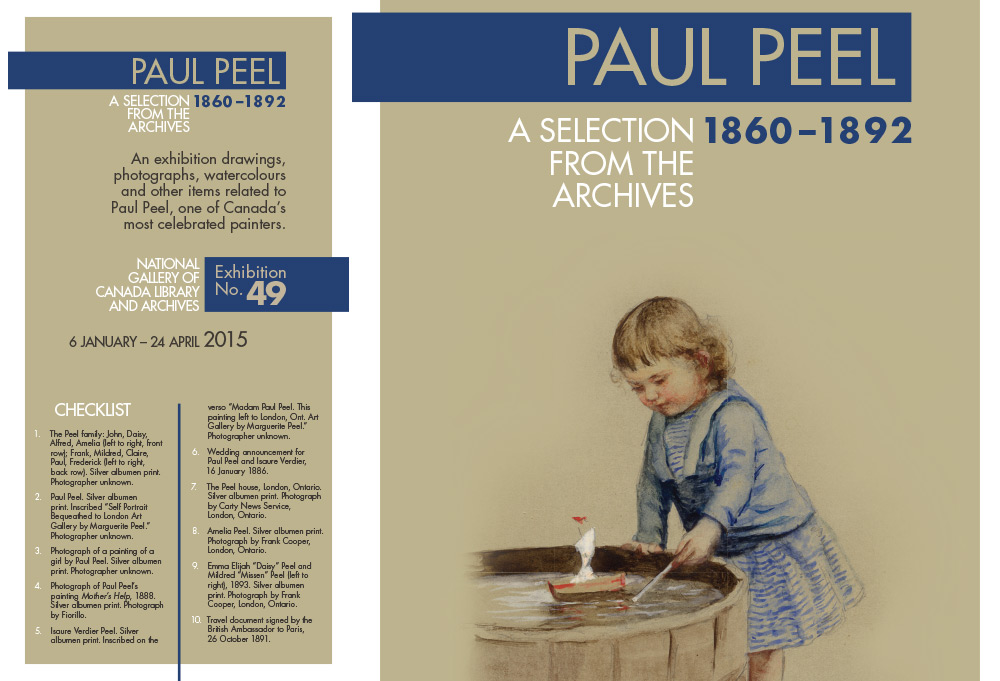 PAUL PEEL
A SELECTION 1860–1892
FROM THE
ARCHIVES
An exhibition drawings,
photographs, watercolours
and other items related to
Paul Peel, one of Canada’s
most celebrated painters.
NATIONAL
GALLERY OF
CANADA LIBRARY
AND ARCHIVES
Exhibition
No. 49
6 JANUARY – 24 APRIL 2015
CHECKLIST
1. The Peel family: John, Daisy,
Alfred, Amelia (left to right, front
row); Frank, Mildred, Claire,
Paul, Frederick (left to right,
back row). Silver albumen print.
Photographer unknown.
2. Paul Peel. Silver albumen
print. Inscribed “Self Portrait
Bequeathed to London Art
Gallery by Marguerite Peel.”
Photographer unknown.
3. Photograph of a painting of a
girl by Paul Peel. Silver albumen
print. Photographer unknown.
4. Photograph of Paul Peel’s
painting Mother’s Help, 1888.
Silver albumen print. Photograph
by Fiorillo.
5. Isaure Verdier Peel. Silver
albumen print. Inscribed on the
verso “Madam Paul Peel. This
painting left to London, Ont. Art
Gallery by Marguerite Peel.”
Photographer unknown.
6. Wedding announcement for
Paul Peel and Isaure Verdier,
16 January 1886.
7. The Peel house, London, Ontario.
Silver albumen print. Photograph
by Carty News Service,
London, Ontario.
8. Amelia Peel. Silver albumen print.
Photograph by Frank Cooper,
London, Ontario.
9. Emma Elijah “Daisy” Peel and
Mildred “Missen” Peel (left to
right), 1893. Silver albumen
print. Photograph by Frank
Cooper, London, Ontario.
10. Travel document signed by the
British Ambassador to Paris,
26 October 1891.
PAUL PEEL
A SELECTION 1860–1892
FROM THE
ARCHIVES